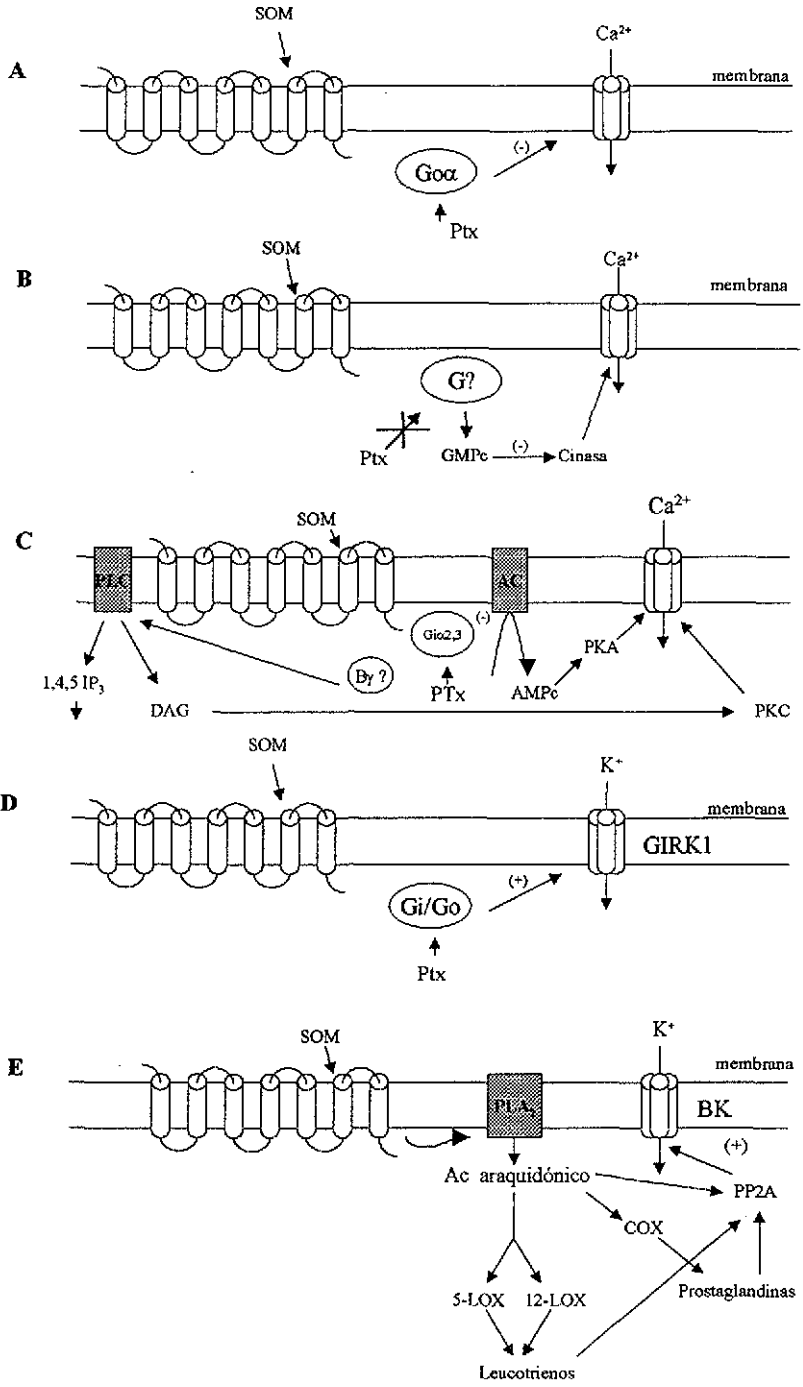 SOM
Ca²⁺
A
membrana
(-)
Goα
Ptx
SOM
Ca²⁺
B
membrana
G?
Ptx
GMPc
(-)
Cinasa
SOM
Ca²⁺
C
PLC
AC
Giα2,3
(-)
PKA
Bγ ?
1,4,5 IP₃
PTx
AMPc
DAG
PKC
SOM
K⁺
D
membrana
GIRK1
(+)
Gi/Go
Ptx
SOM
K⁺
E
membrana
BK
(+)
Ac araquidónico
PP2A
COX
5-LOX 12-LOX
Prostaglandinas
Leucotrienos